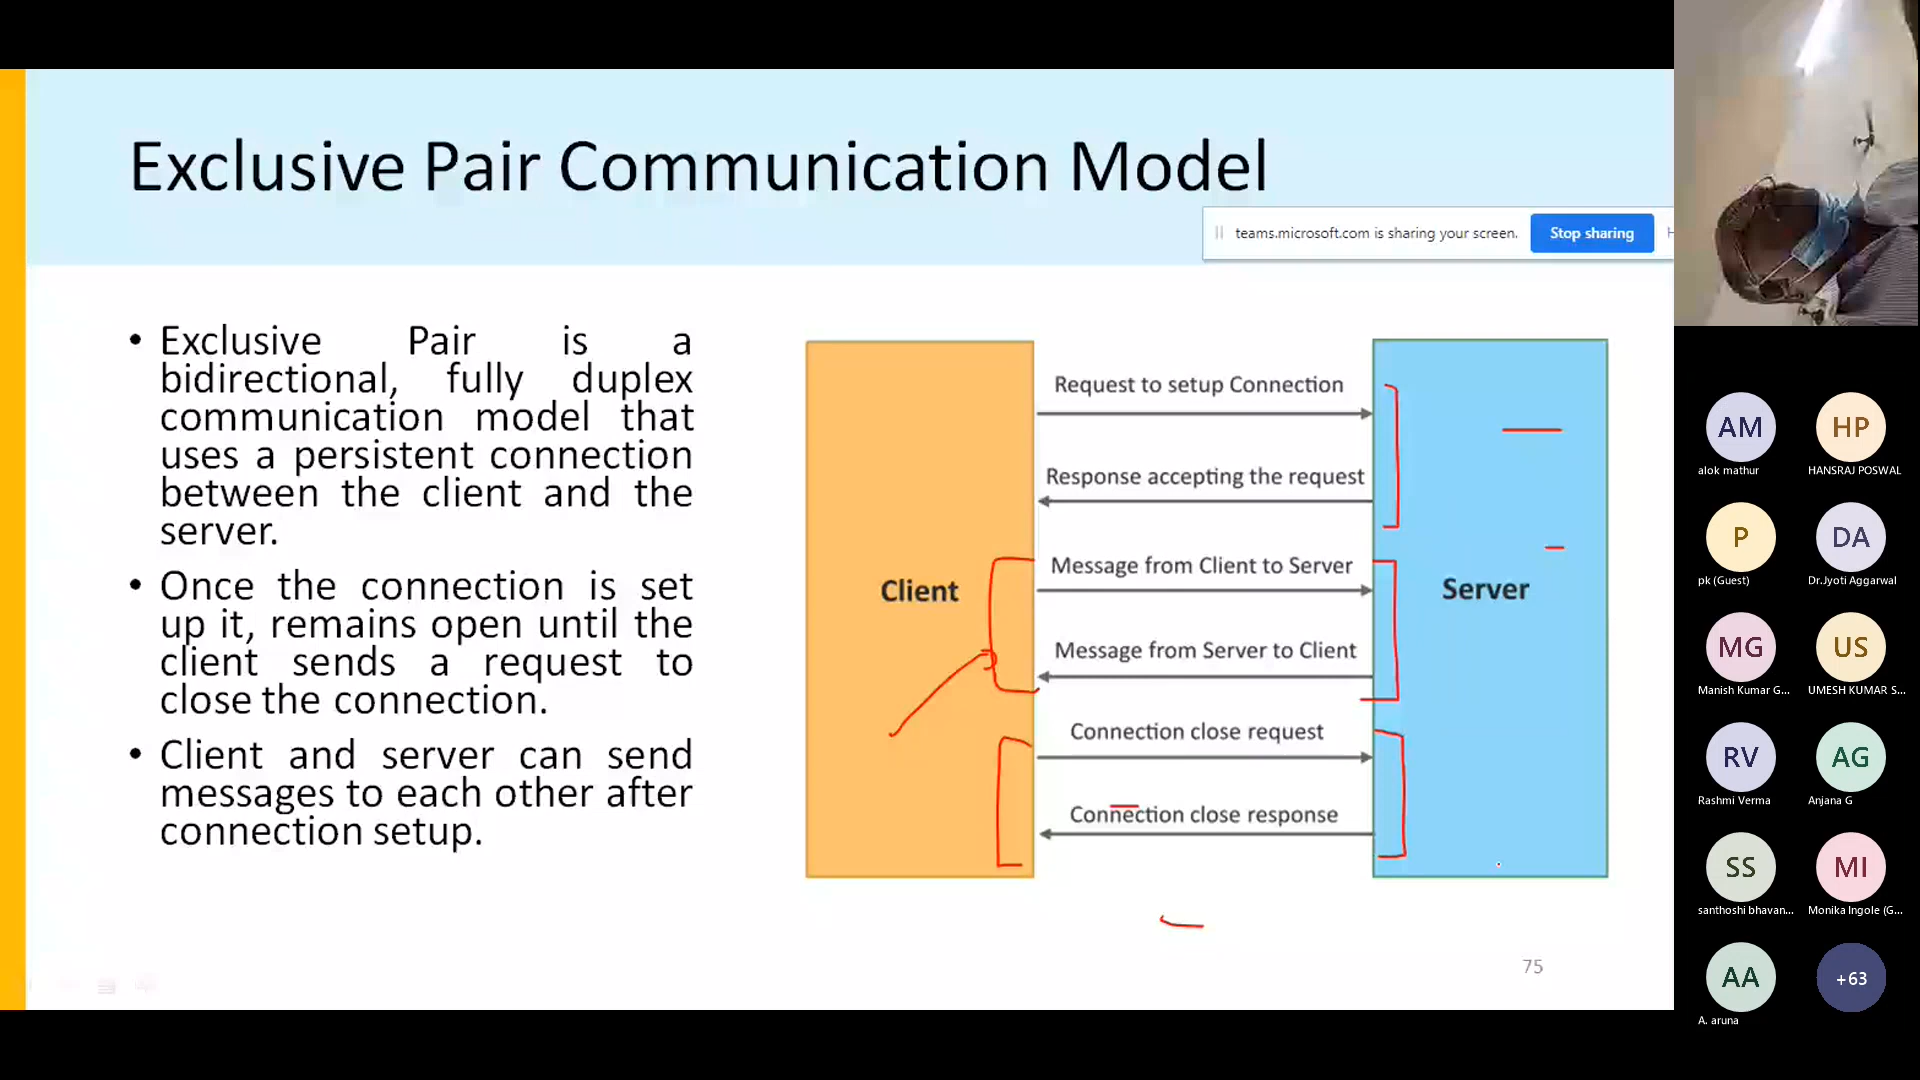 Exclusive Pair Communication Model
teams.microsoft.com is sharing your screen.
Stop sharing
• Exclusive Pair is a
bidirectional, fully duplex
communication model that
uses a persistent connection
between the client and the
server.
• Once the connection is set
up it, remains open until the
client sends a request to
close the connection.
• Client and server can send
messages to each other after
connection setup.
Client
Request to setup Connection
Response accepting the request
Message from Client to Server
Message from Server to Client
Connection close request
Connection close response
Server
75
AM
alok mathur
HP
HANSRAJ POSWAL
P
pk (Guest)
DA
Dr.Jyoti Aggarwal
MG
Manish Kumar G...
US
UMESH KUMAR S...
RV
Rashmi Verma
AG
Anjana G
SS
santhoshi bhavan...
MI
Monika Ingole (G...
AA
A. aruna
+63